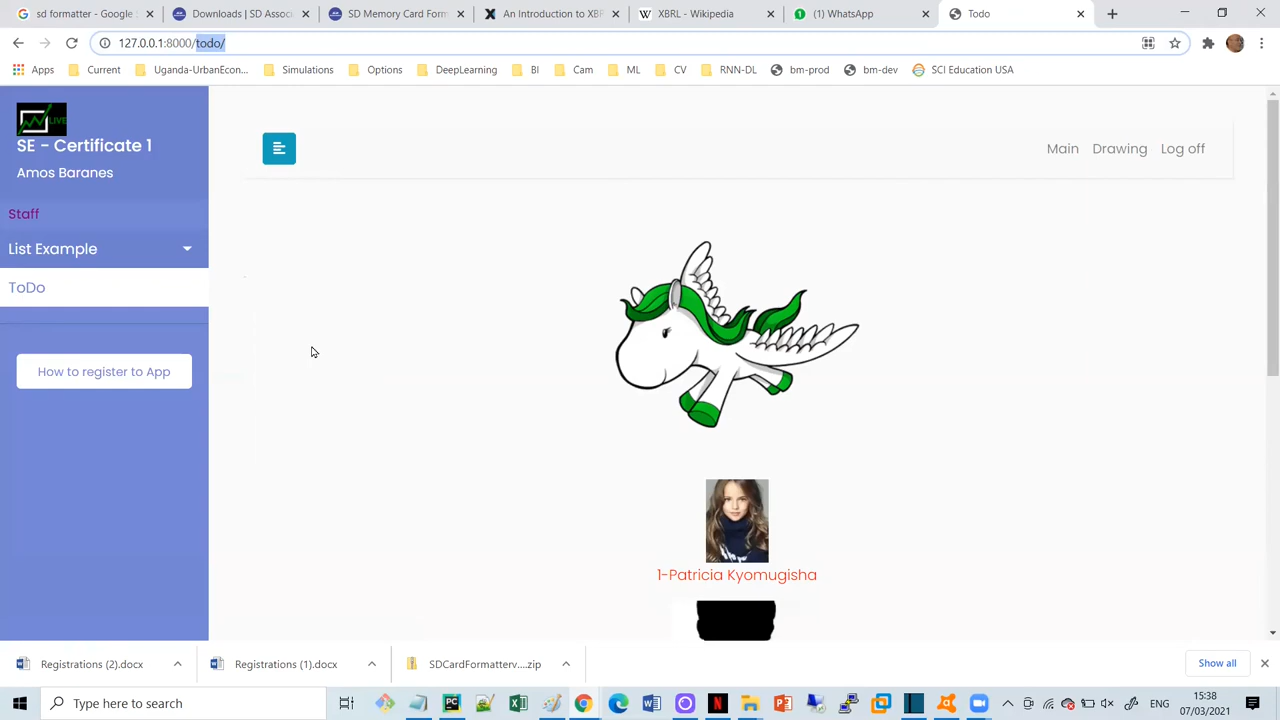 sd formatter - Google S
Downloads | SD Associ
SD Memory Card Form
An Introduction to XBR
XBRL - Wikipedia
(1) WhatsApp
Todo
127.0.0.1:8000/todo/
Apps
Current
Uganda-UrbanEcon...
Simulations
Options
DeepLearning
BI
Cam
ML
CV
RNN-DL
bm-prod
bm-dev
SCI Education USA
LIVE
SE - Certificate 1
Amos Baranes
Staff
List Example
ToDo
How to register to App
Main
Drawing
Log off
1-Patricia Kyomugisha
Registrations (2).docx
Registrations (1).docx
SDCardFormatterv....zip
Show all
Type here to search
ENG
15:38
07/03/2021